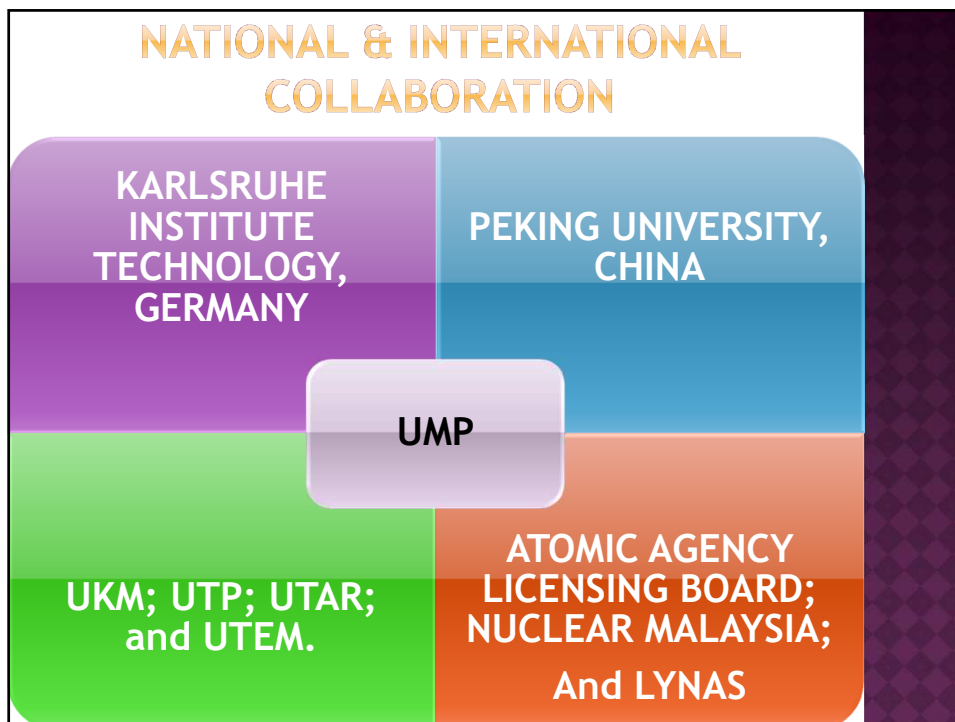 NATIONAL & INTERNATIONAL
COLLABORATION
KARLSRUHE
INSTITUTE
TECHNOLOGY,
GERMANY
PEKING UNIVERSITY,
CHINA
UMP
UKM; UTP; UTAR;
and UTEM.
ATOMIC AGENCY
LICENSING BOARD;
NUCLEAR MALAYSIA;
And LYNAS